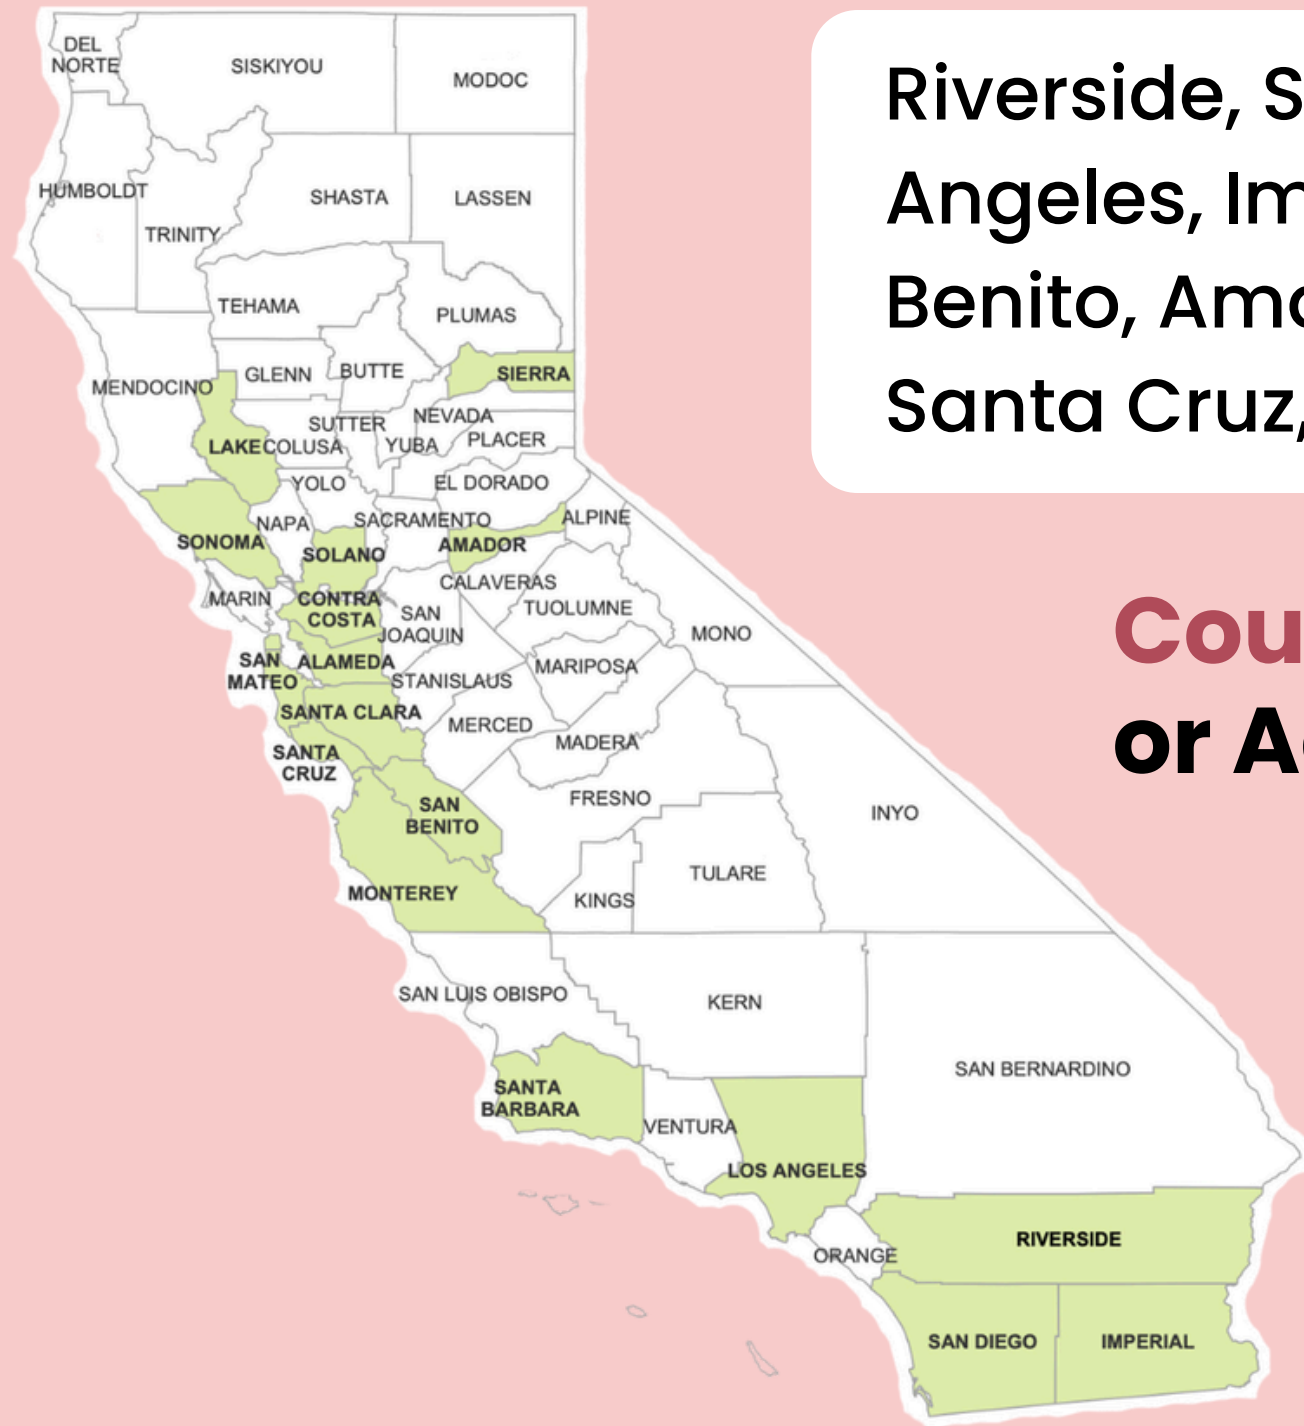 DEL
NORTE
SISKIYOU
MODOC
HUMBOLDT
TRINITY
SHASTA
LASSEN
TEHAMA
PLUMAS
MENDOCINO
GLENN
BUTTE
SIERRA
LAKE
COLUSA
SUTTER
YUBA
NEVADA
PLACER
YOLO
EL DORADO
NAPA
SACRAMENTO
ALPINE
SONOMA
SOLANO
AMADOR
MARIN
CONTRA
COSTA
SAN
JOAQUIN
CALAVERAS
TUOLUMNE
MONO
SAN
MATEO
ALAMEDA
STANISLAUS
MARIPOSA
SANTA CLARA
MERCED
MADERA
SANTA
CRUZ
SAN
BENITO
FRESNO
INYO
MONTEREY
KINGS
TULARE
SAN LUIS OBISPO
KERN
SAN BERNARDINO
SANTA
BARBARA
VENTURA
LOS ANGELES
ORANGE
RIVERSIDE
SAN DIEGO
IMPERIAL
Riverside, S
Angeles, Im
Benito, Ama
Santa Cruz,
Cou
or A